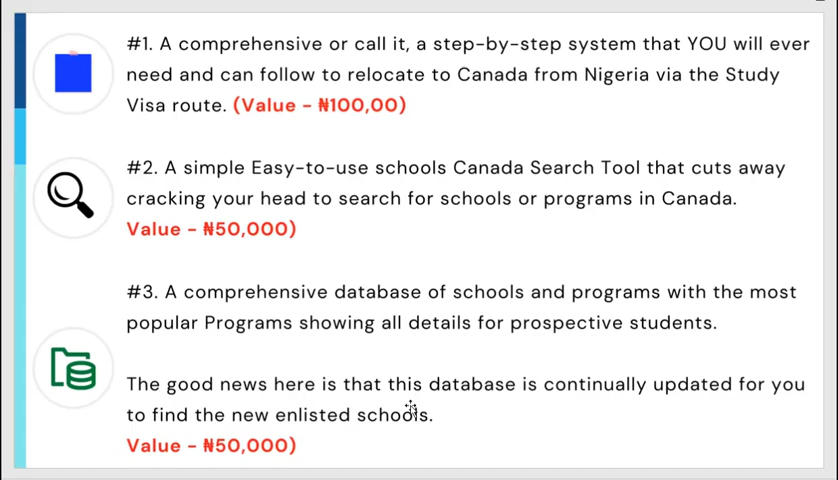 #1. A comprehensive or call it, a step-by-step system that YOU will ever
need and can follow to relocate to Canada from Nigeria via the Study
Visa route. (Value - ₦100,00)
#2. A simple Easy-to-use schools Canada Search Tool that cuts away
cracking your head to search for schools or programs in Canada.
Value - ₦50,000)
#3. A comprehensive database of schools and programs with the most
popular Programs showing all details for prospective students.
The good news here is that this database is continually updated for you
to find the new enlisted schools.
Value - ₦50,000)